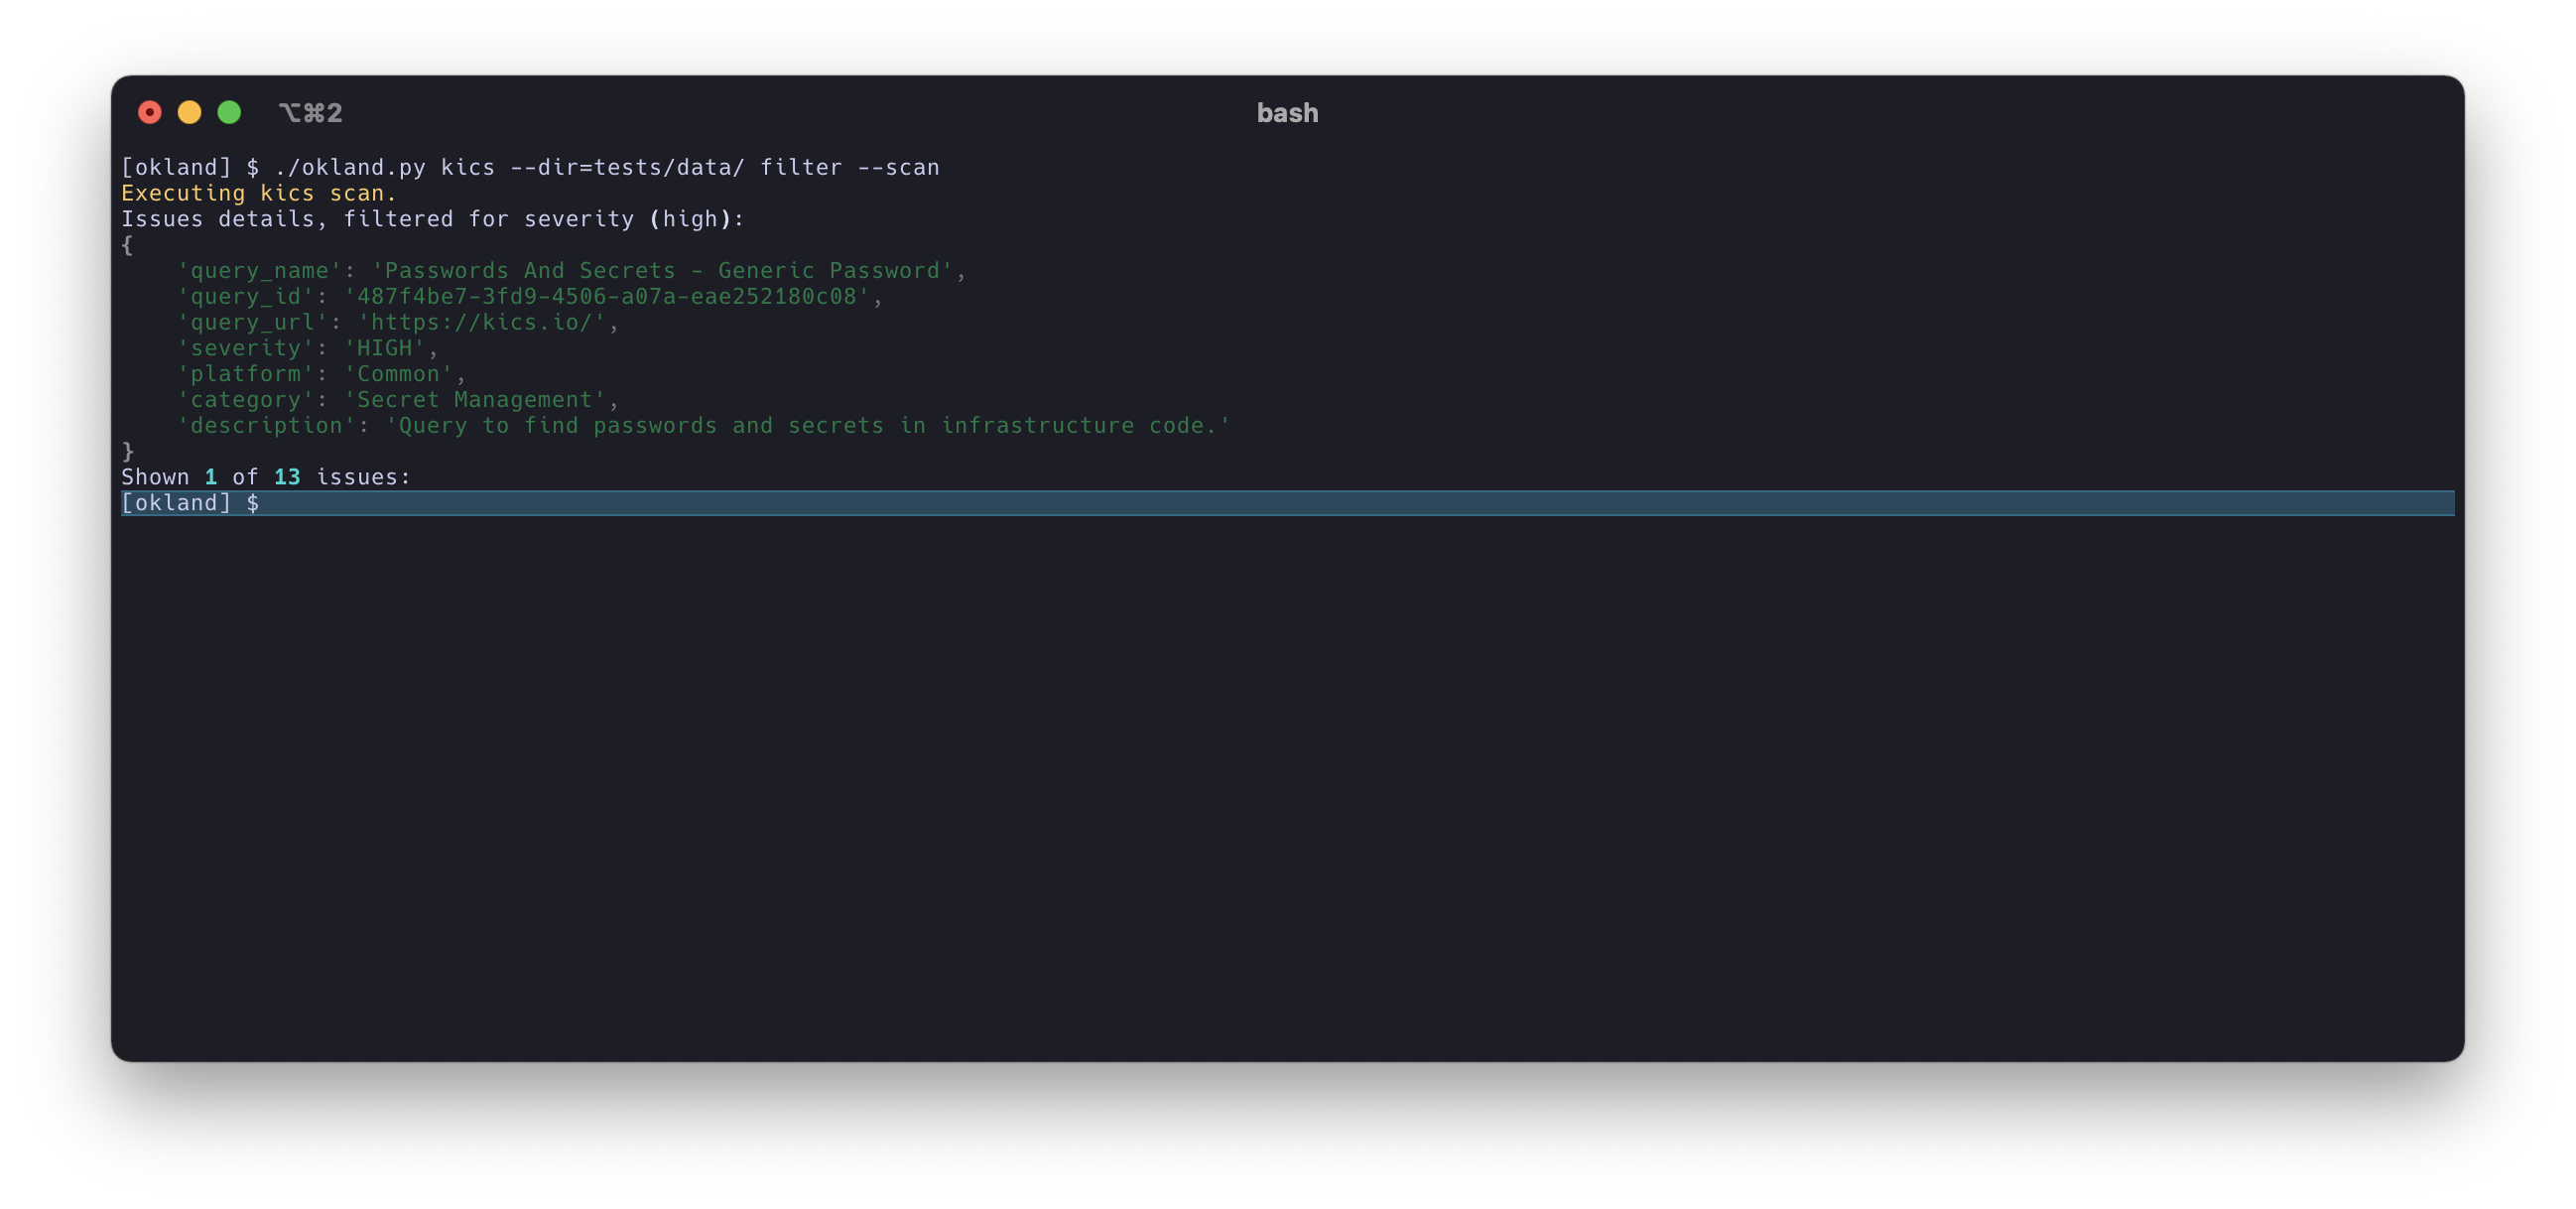 ⌥⌘2 bash
[okland] $ ./okland.py kics --dir=tests/data/ filter --scan
Executing kics scan.
Issues details, filtered for severity (high):
{
    'query_name': 'Passwords And Secrets - Generic Password',
    'query_id': '487f4be7-3fd9-4506-a07a-eae252180c08',
    'query_url': 'https://kics.io/',
    'severity': 'HIGH',
    'platform': 'Common',
    'category': 'Secret Management',
    'description': 'Query to find passwords and secrets in infrastructure code.'
}
Shown 1 of 13 issues:
[okland] $